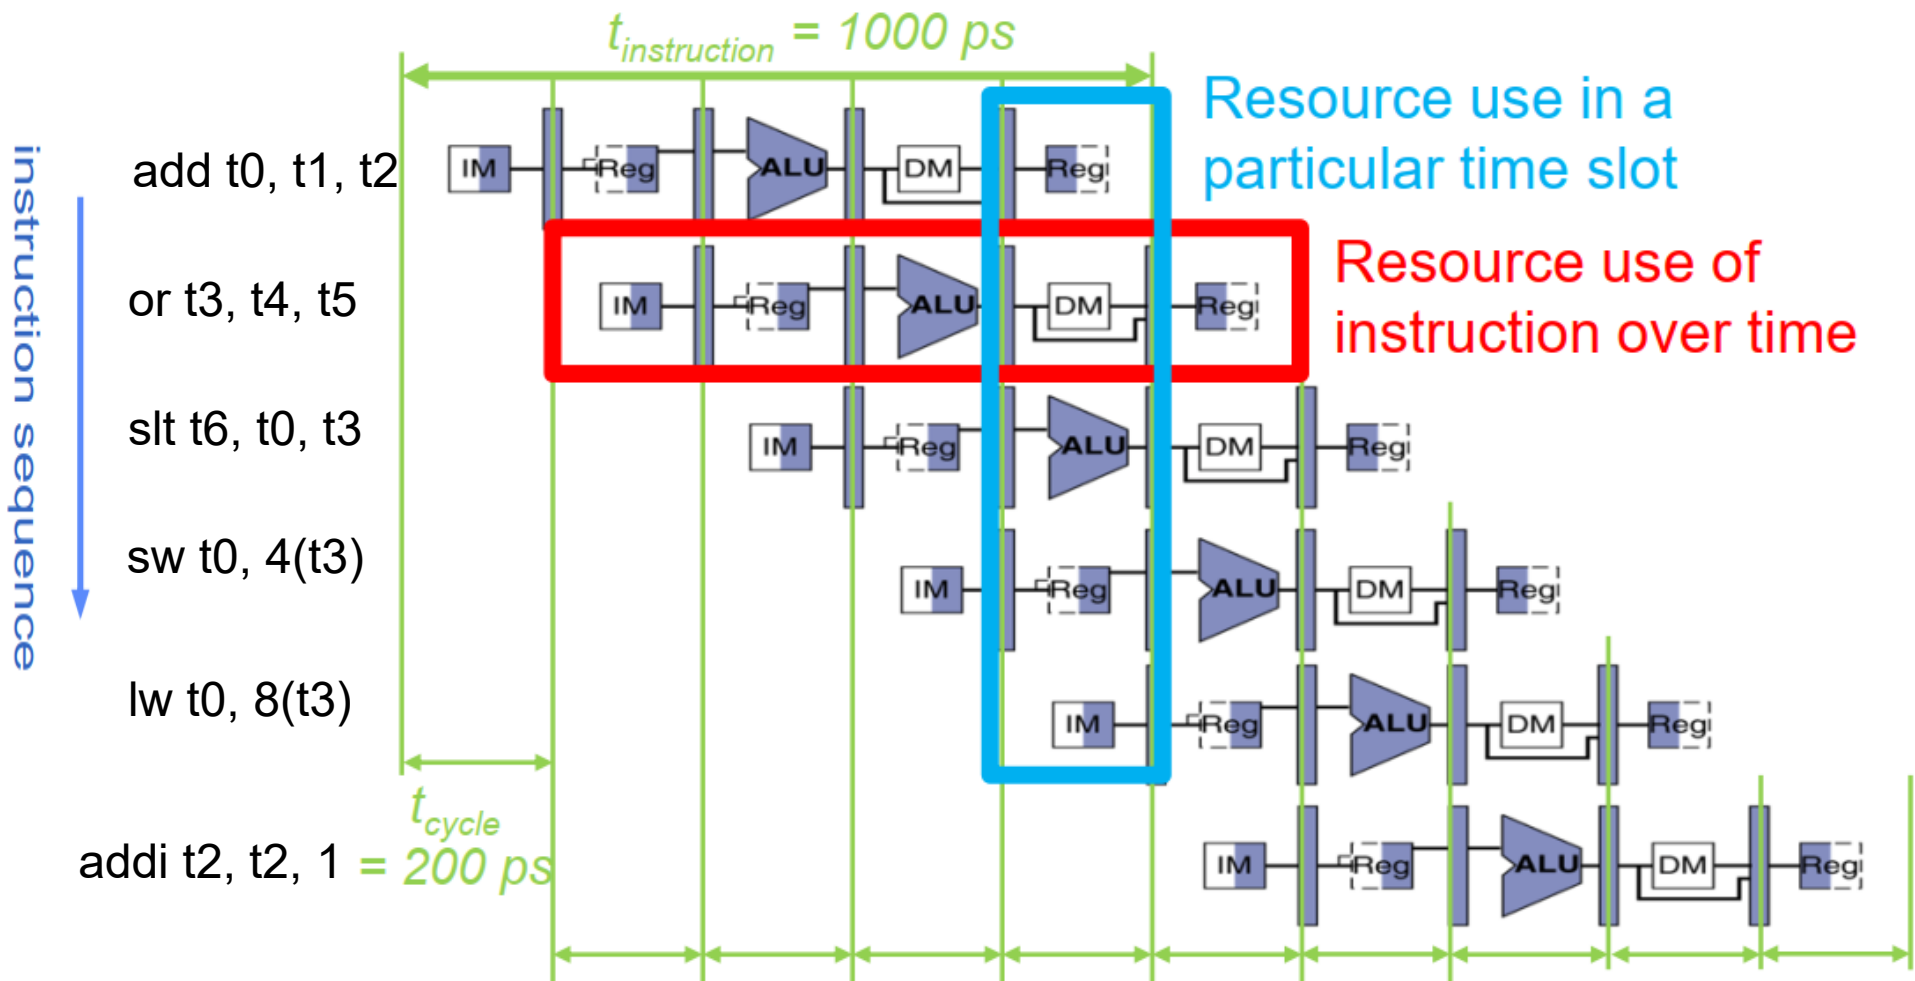 t instruction = 1000 ps
Resource use in a
particular time slot
instruction sequence
add t0, t1, t2
IM Reg ALU DM Reg
Resource use of
instruction over time
or t3, t4, t5
IM Reg ALU DM Reg
slt t6, t0, t3
IM Reg ALU DM Reg
sw t0, 4(t3)
IM Reg ALU DM Reg
lw t0, 8(t3)
IM Reg ALU DM Reg
t cycle
= 200 ps
addi t2, t2, 1
IM Reg ALU DM Reg